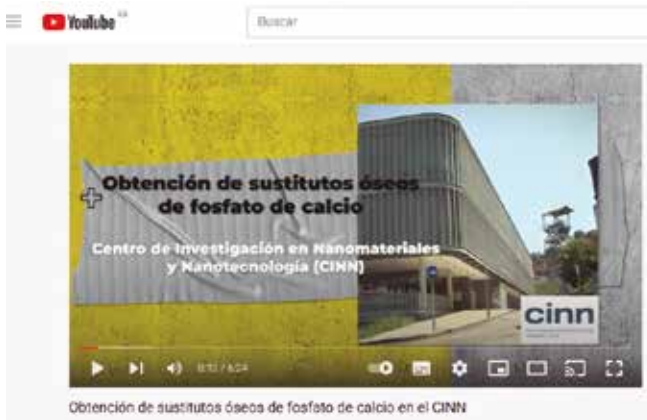 YouTube ES
Buscar
Obtención de sustitutos óseos
de fosfato de calcio
Centro de Investigación en Nanomateriales
y Nanotecnología (CINN)
cinn
Obtención de sustitutos óseos de fosfato de calcio en el CINN